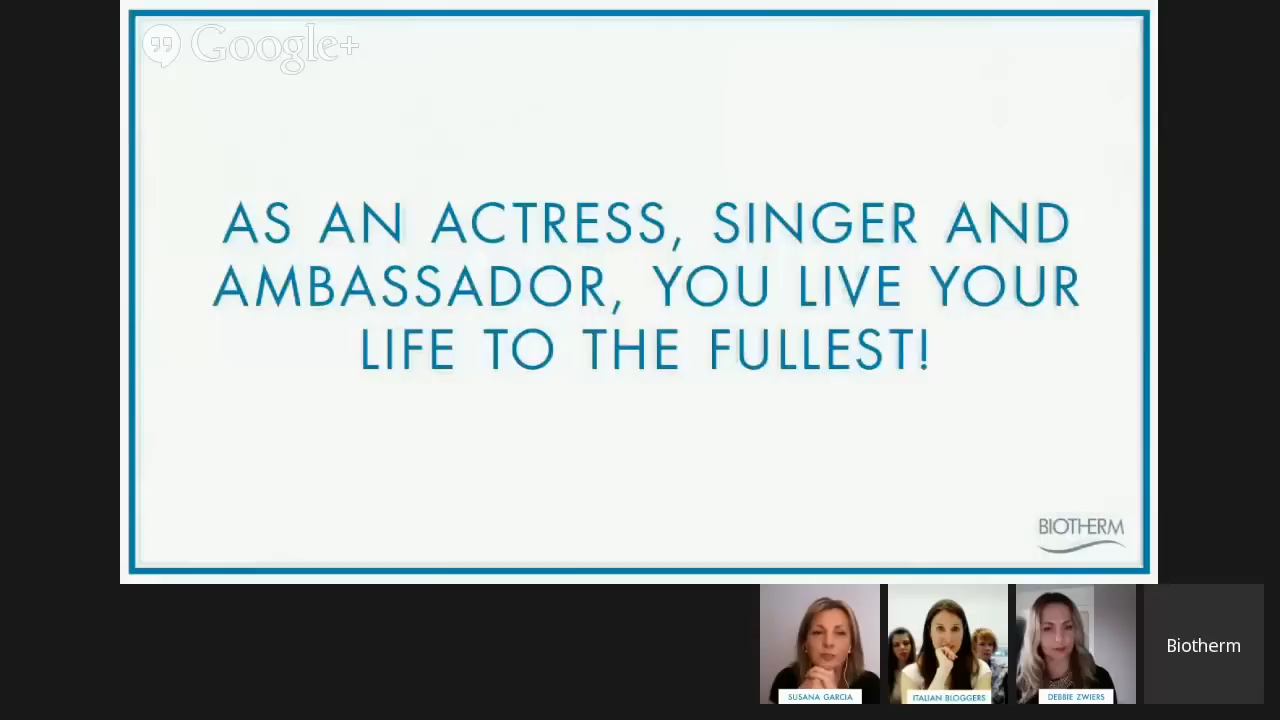 Google+
AS AN ACTRESS, SINGER AND
AMBASSADOR, YOU LIVE YOUR
LIFE TO THE FULLEST!
BIOTHERM
SUSANA GARCIA
ITALIAN BLOGGERS
DEBBIE ZWIERS
Biotherm